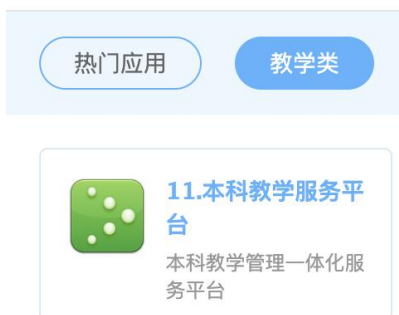 热门应用
教学类
11.本科教学服务平
台
本科教学管理一体化服
务平台